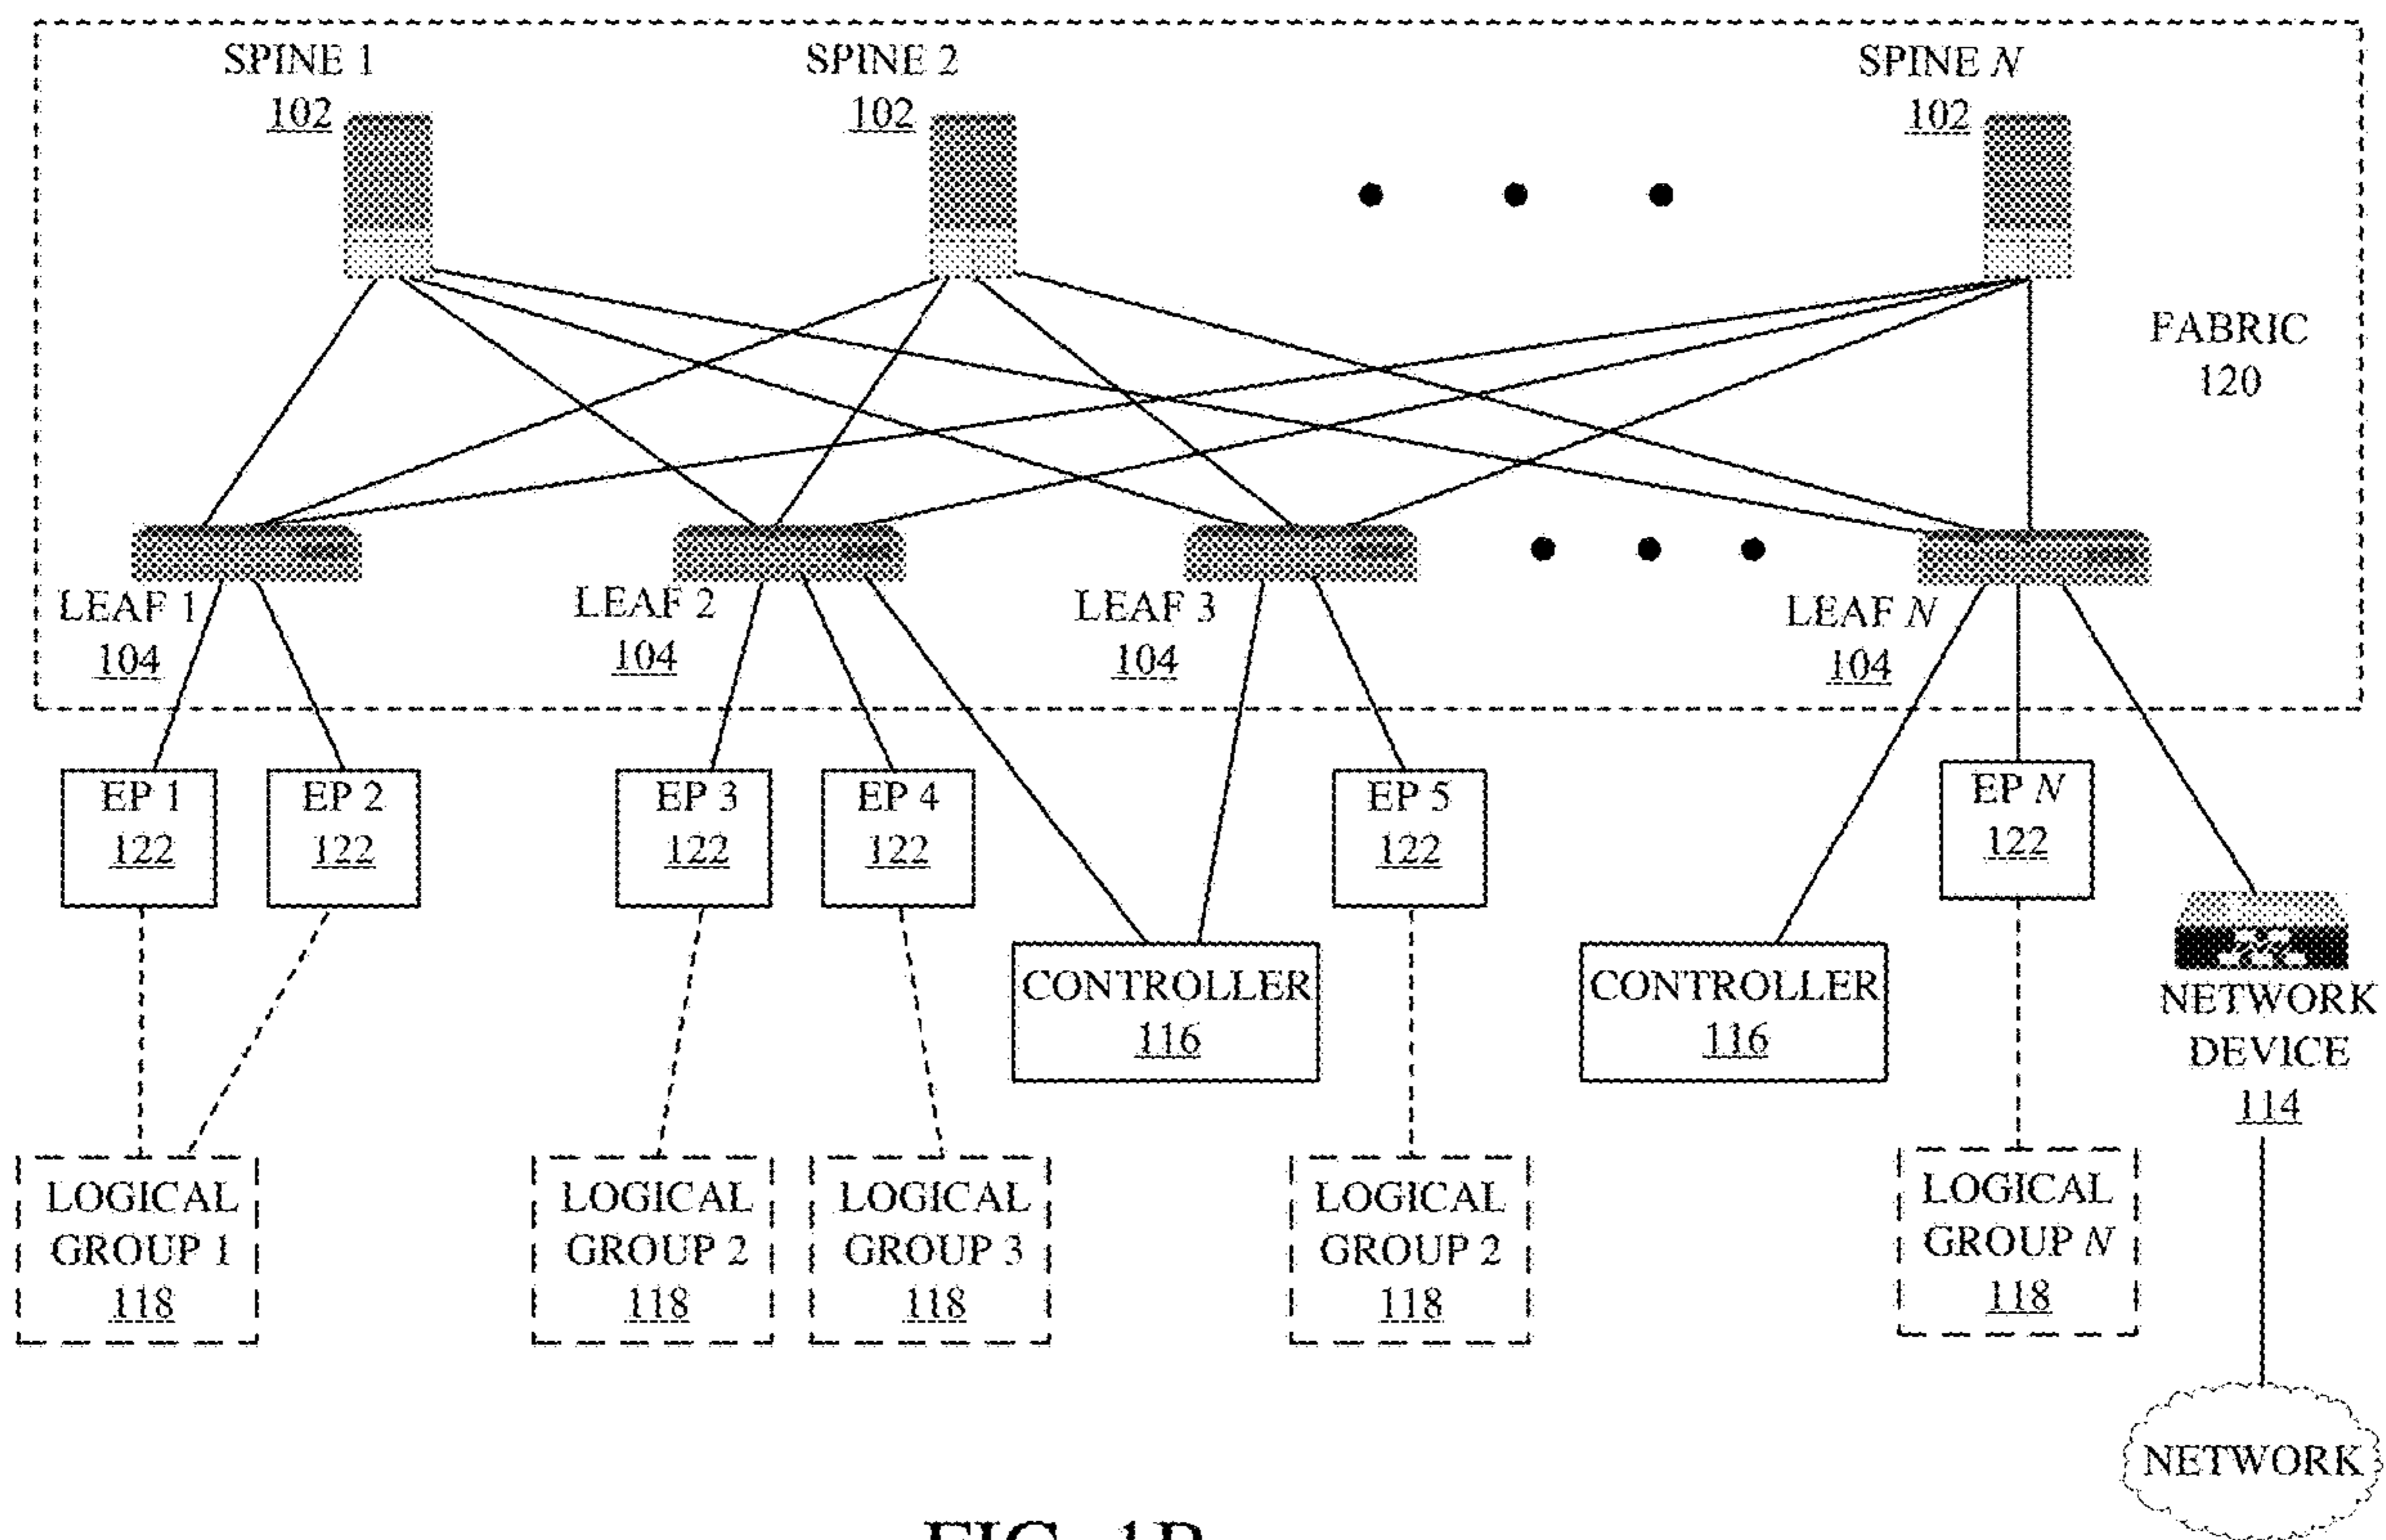 SPINE 1
102
SPINE 2
102
SPINE N
102
FABRIC
120
LEAF 1
104
LEAF 2
104
LEAF 3
104
LEAF N
104
EP 1
122
EP 2
122
EP 3
122
EP 4
122
EP 5
122
EP N
122
CONTROLLER
116
CONTROLLER
116
NETWORK
DEVICE
114
LOGICAL
GROUP 1
118
LOGICAL
GROUP 2
118
LOGICAL
GROUP 3
118
LOGICAL
GROUP 2
118
LOGICAL
GROUP N
118
NETWORK
FIG. 1B